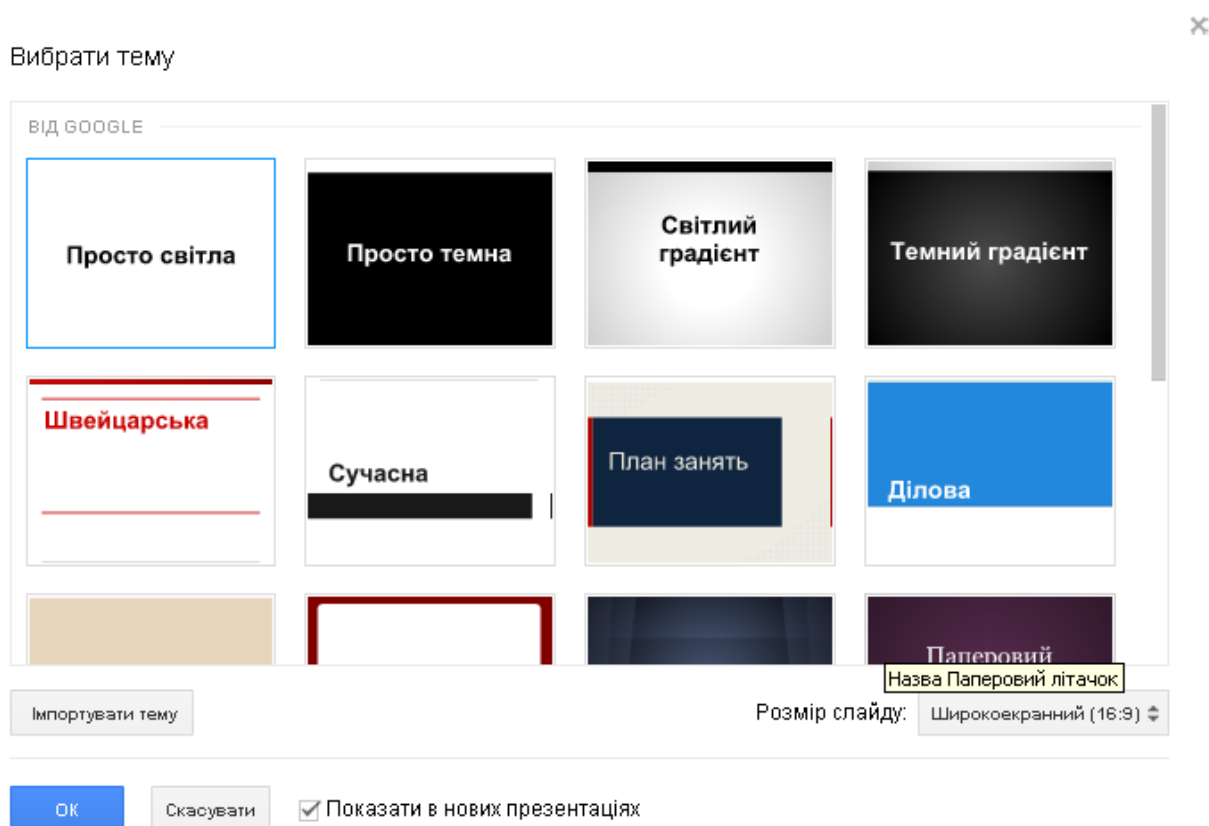 Вибрати тему
ВІД GOOGLE
Просто світла
Просто темна
Світлий
градієнт
Темний градієнт
Швейцарська
Сучасна
План занять
Ділова
Паперовий
Назва Паперовий літачок
Імпортувати тему
Розмір слайду: Широкоекранний (16:9)
ОК
Скасувати
Показати в нових презентаціях